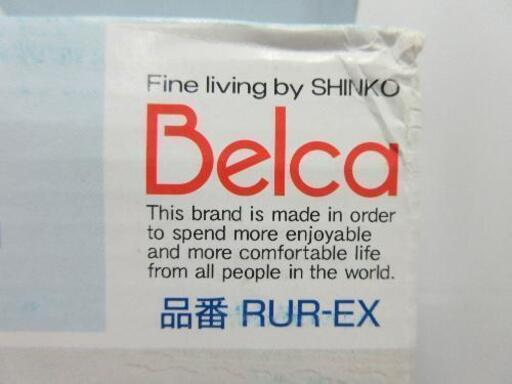 Fine living by SHINKO
Belca
This brand is made in order
to spend more enjoyable
and more comfortable life
from all people in the world.
品番 RUR-EX